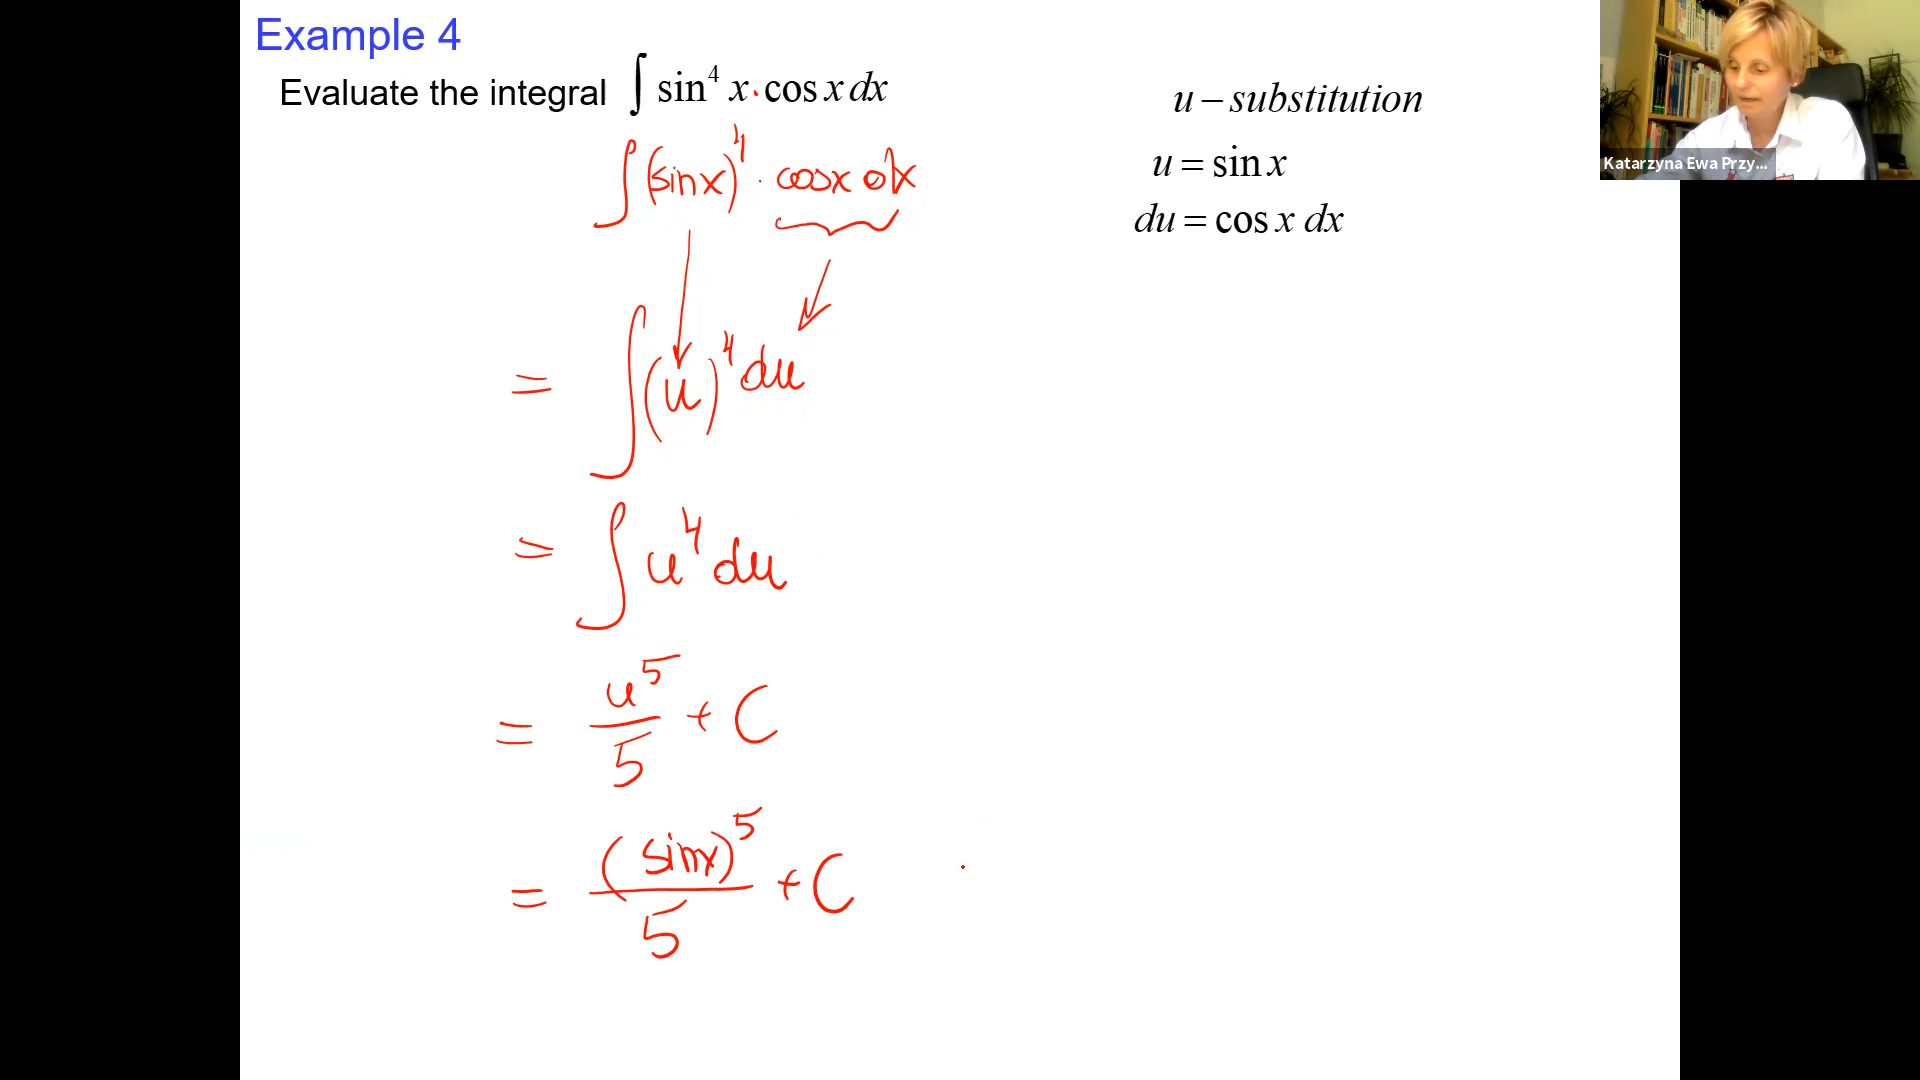 Example 4
Evaluate the integral ∫ sin⁴ x · cos x dx
∫ (sin x)⁴ · cos x dx
= ∫ (u)⁴ du
= ∫ u⁴ du
= u⁵/5 + C
= (sin x)⁵/5 + C
u – substitution
u = sin x
du = cos x dx
Katarzyna Ewa Przy...